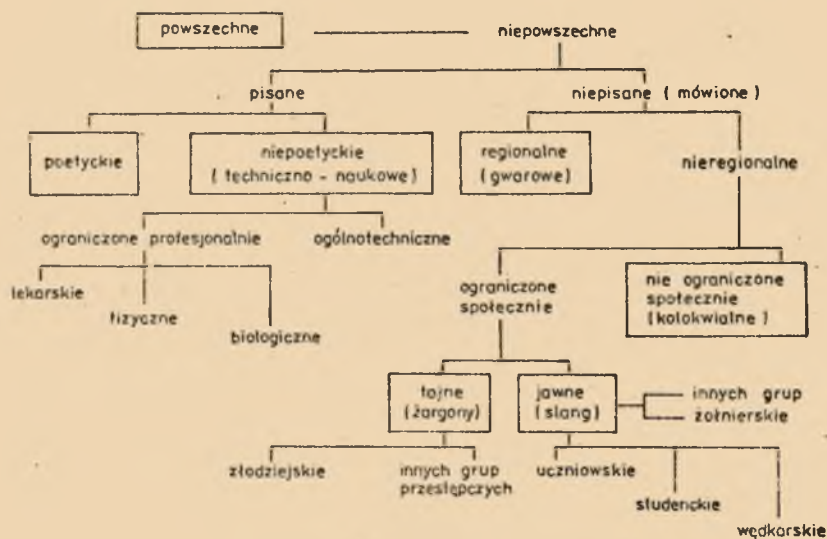 powszechne
niepowszechne
pisane
niepisane ( mówione )
poetyckie
niepoetyckie
( techniczno - naukowe )
regionalne
(gwarowe)
nieregionalne
ograniczone profesjonalnie
ogólnotechniczne
lekarskie
fizyczne
biologiczne
ograniczone
społecznie
nie ograniczone
społecznie
(kolokwialne )
tajne
(żargony)
jawne
(slang)
innych grup
żołnierskie
złodziejskie
innych grup
przestępczych
uczniowskie
studenckie
wędkarskie